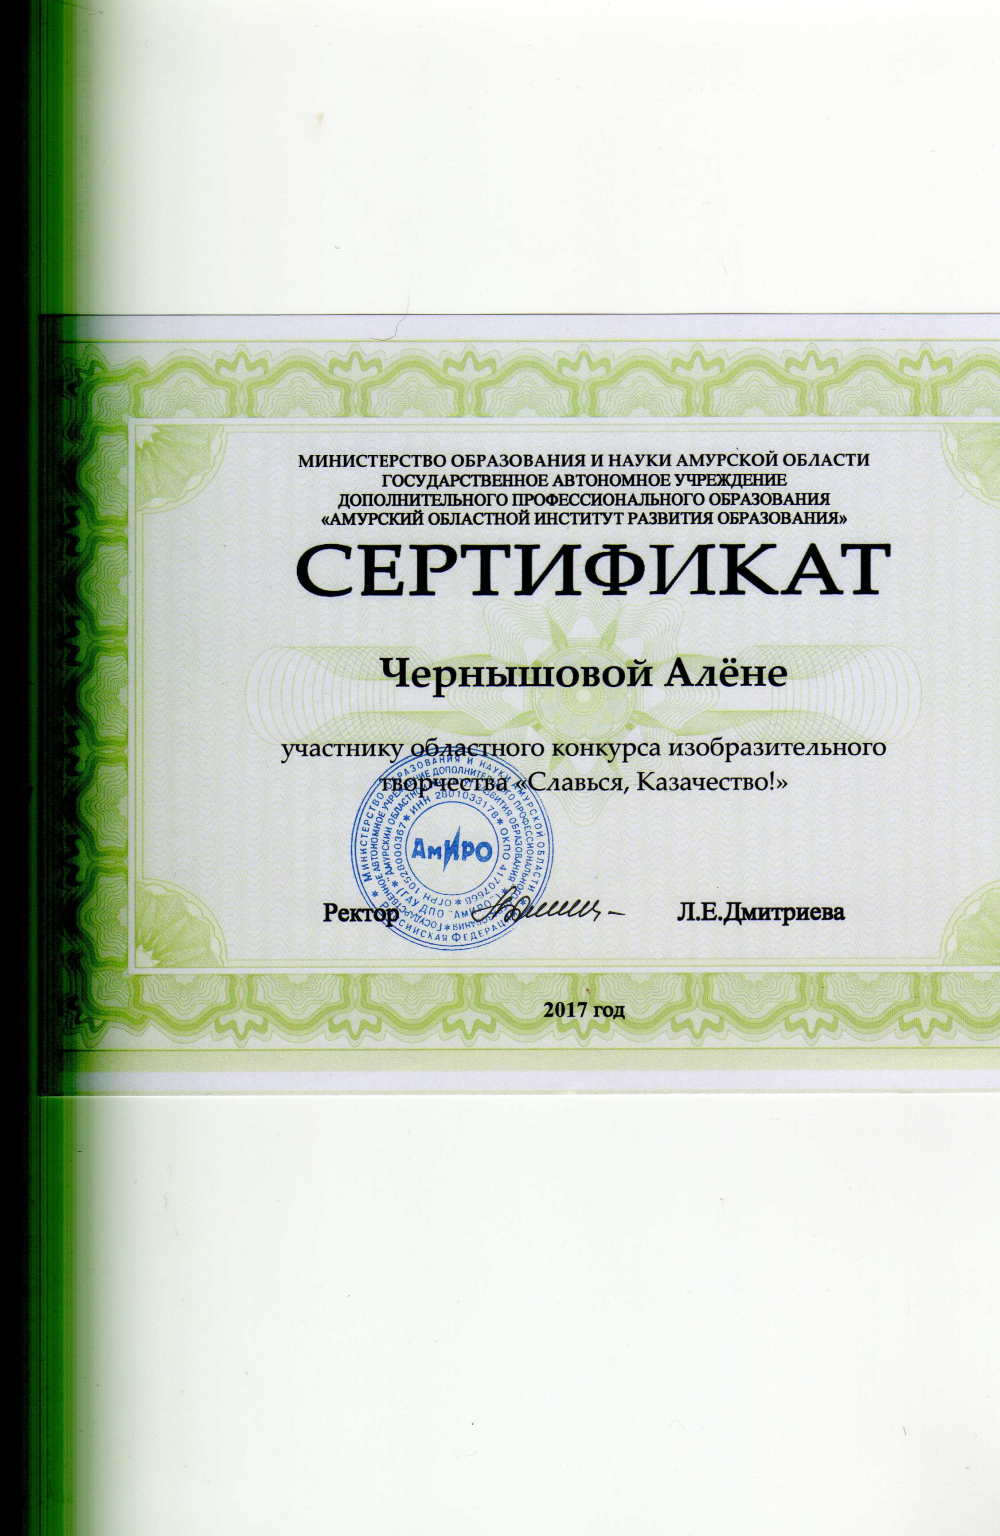 МИНИСТЕРСТВО ОБРАЗОВАНИЯ И НАУКИ АМУРСКОЙ ОБЛАСТИ
ГОСУДАРСТВЕННОЕ АВТОНОМНОЕ УЧРЕЖДЕНИЕ
ДОПОЛНИТЕЛЬНОГО ПРОФЕССИОНАЛЬНОГО ОБРАЗОВАНИЯ
«АМУРСКИЙ ОБЛАСТНОЙ ИНСТИТУТ РАЗВИТИЯ ОБРАЗОВАНИЯ»
СЕРТИФИКАТ
Чернышовой Алёне
участнику областного конкурса изобразительного
творчества «Славься, Казачество!»
АмИРО
Ректор Л.Е.Дмитриева
2017 год